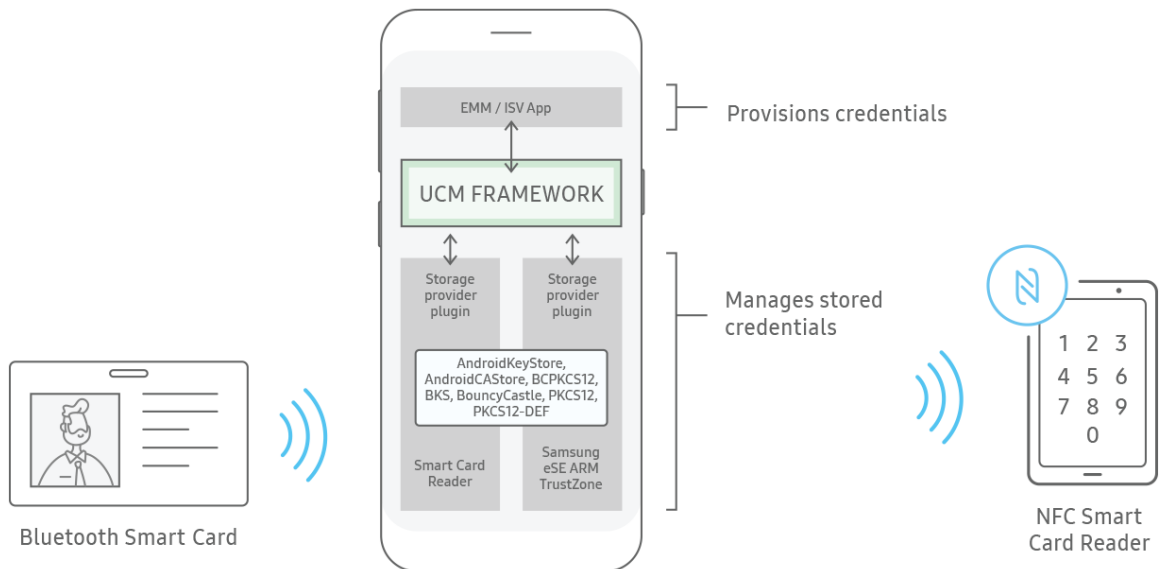 EMM / ISV App
Provisions credentials
UCM FRAMEWORK
Storage
provider
plugin
Storage
provider
plugin
Manages stored
credentials
AndroidKeyStore,
AndroidCAStore, BCPKCS12,
BKS, BouncyCastle, PKCS12,
PKCS12-DEF
Smart Card
Reader
Samsung
eSE ARM
TrustZone
Bluetooth Smart Card
1 2 3
4 5 6
7 8 9
0
NFC Smart
Card Reader